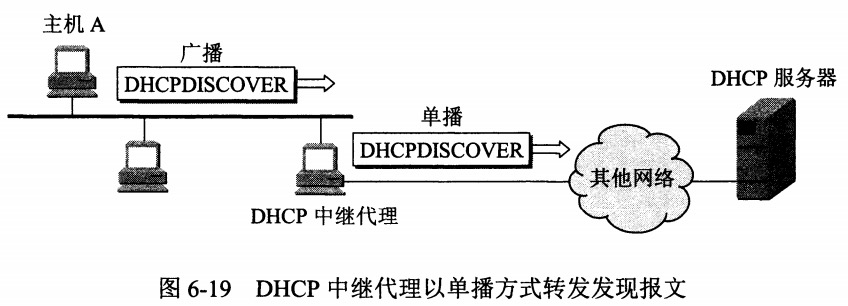 主机 A
广播
DHCPDISCOVER
DHCP 服务器
单播
DHCPDISCOVER
其他网络
DHCP 中继代理
图 6-19 DHCP 中继代理以单播方式转发发现报文